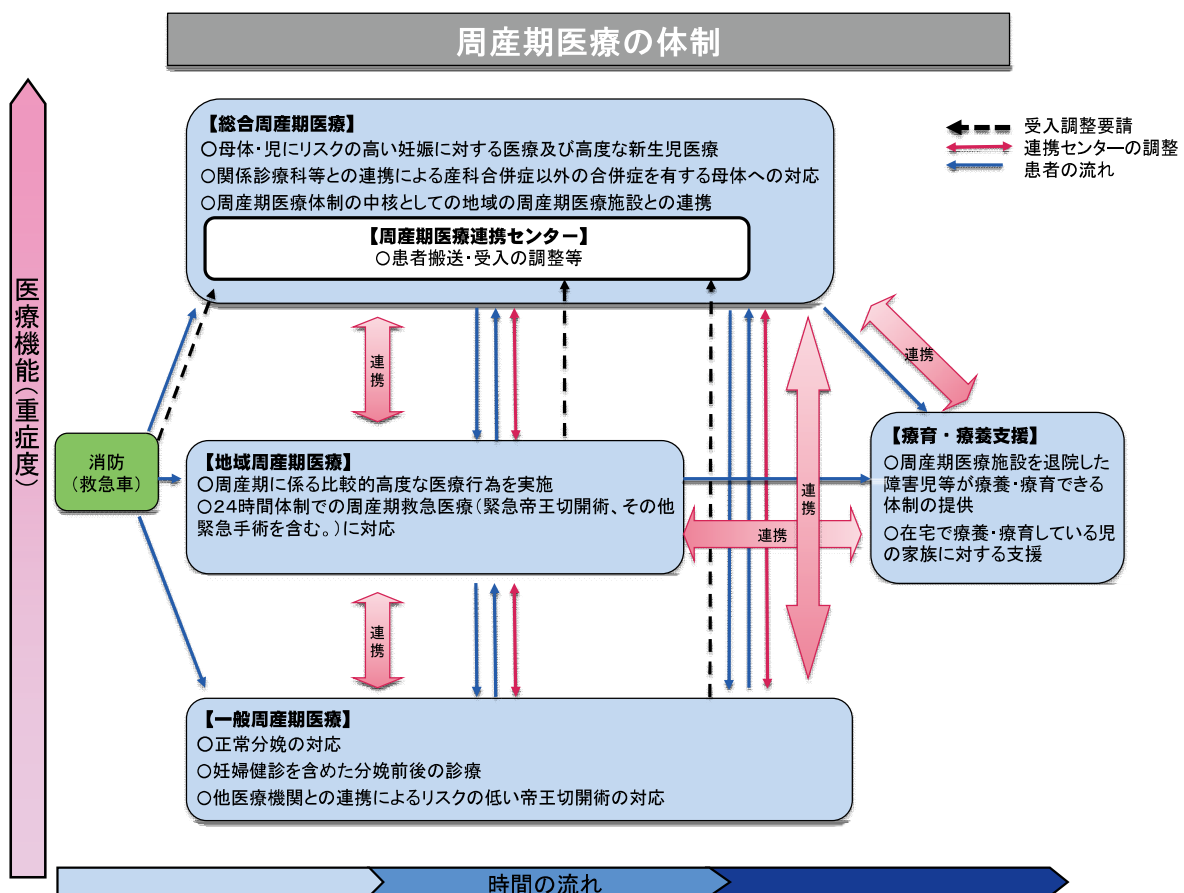 周産期医療の体制
受入調整要請
連携センターの調整
患者の流れ
医療機能(重症度)
【総合周産期医療】
○母体・児にリスクの高い妊娠に対する医療及び高度な新生児医療
○関係診療科等との連携による産科合併症以外の合併症を有する母体への対応
○周産期医療体制の中核としての地域の周産期医療施設との連携
【周産期医療連携センター】
○患者搬送・受入の調整等
連携
連携
消防
(救急車)
【地域周産期医療】
○周産期に係る比較的高度な医療行為を実施
○24時間体制での周産期救急医療(緊急帝王切開術、その他
緊急手術を含む。)に対応
連携
連携
【療育・療養支援】
○周産期医療施設を退院した
障害児等が療養・療育できる
体制の提供
○在宅で療養・療育している児
の家族に対する支援
連携
【一般周産期医療】
○正常分娩の対応
○妊婦健診を含めた分娩前後の診療
○他医療機関との連携によるリスクの低い帝王切開術の対応
時間の流れ